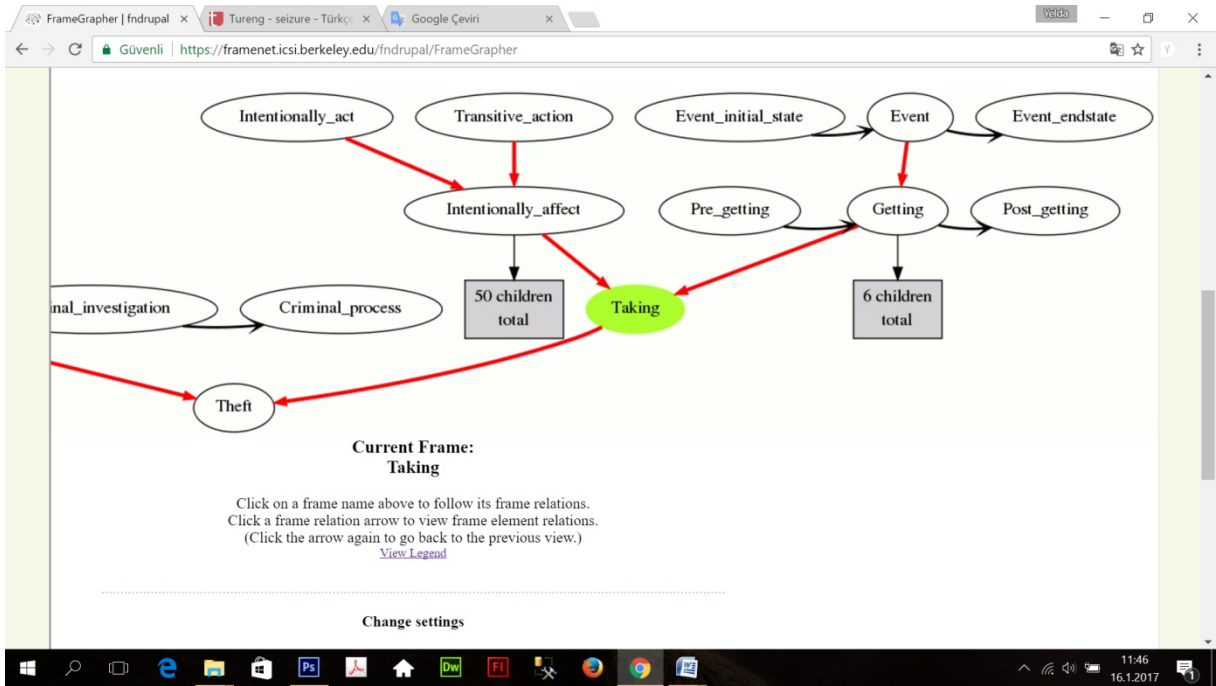 FrameGrapher | fndrupal
Tureng - seizure - Türkçe
Google Çeviri
Yelda
Güvenli | https://framenet.icsi.berkeley.edu/fndrupal/FrameGrapher
Intentionally_act
Transitive_action
Event_initial_state
Event
Event_endstate
Intentionally_affect
Pre_getting
Getting
Post_getting
inal_investigation
Criminal_process
50 children
total
Taking
6 children
total
Theft
Current Frame:
Taking
Click on a frame name above to follow its frame relations.
Click a frame relation arrow to view frame element relations.
(Click the arrow again to go back to the previous view.)
View Legend
Change settings
Ps
Dw
Fl
11:46
16.1.2017
1